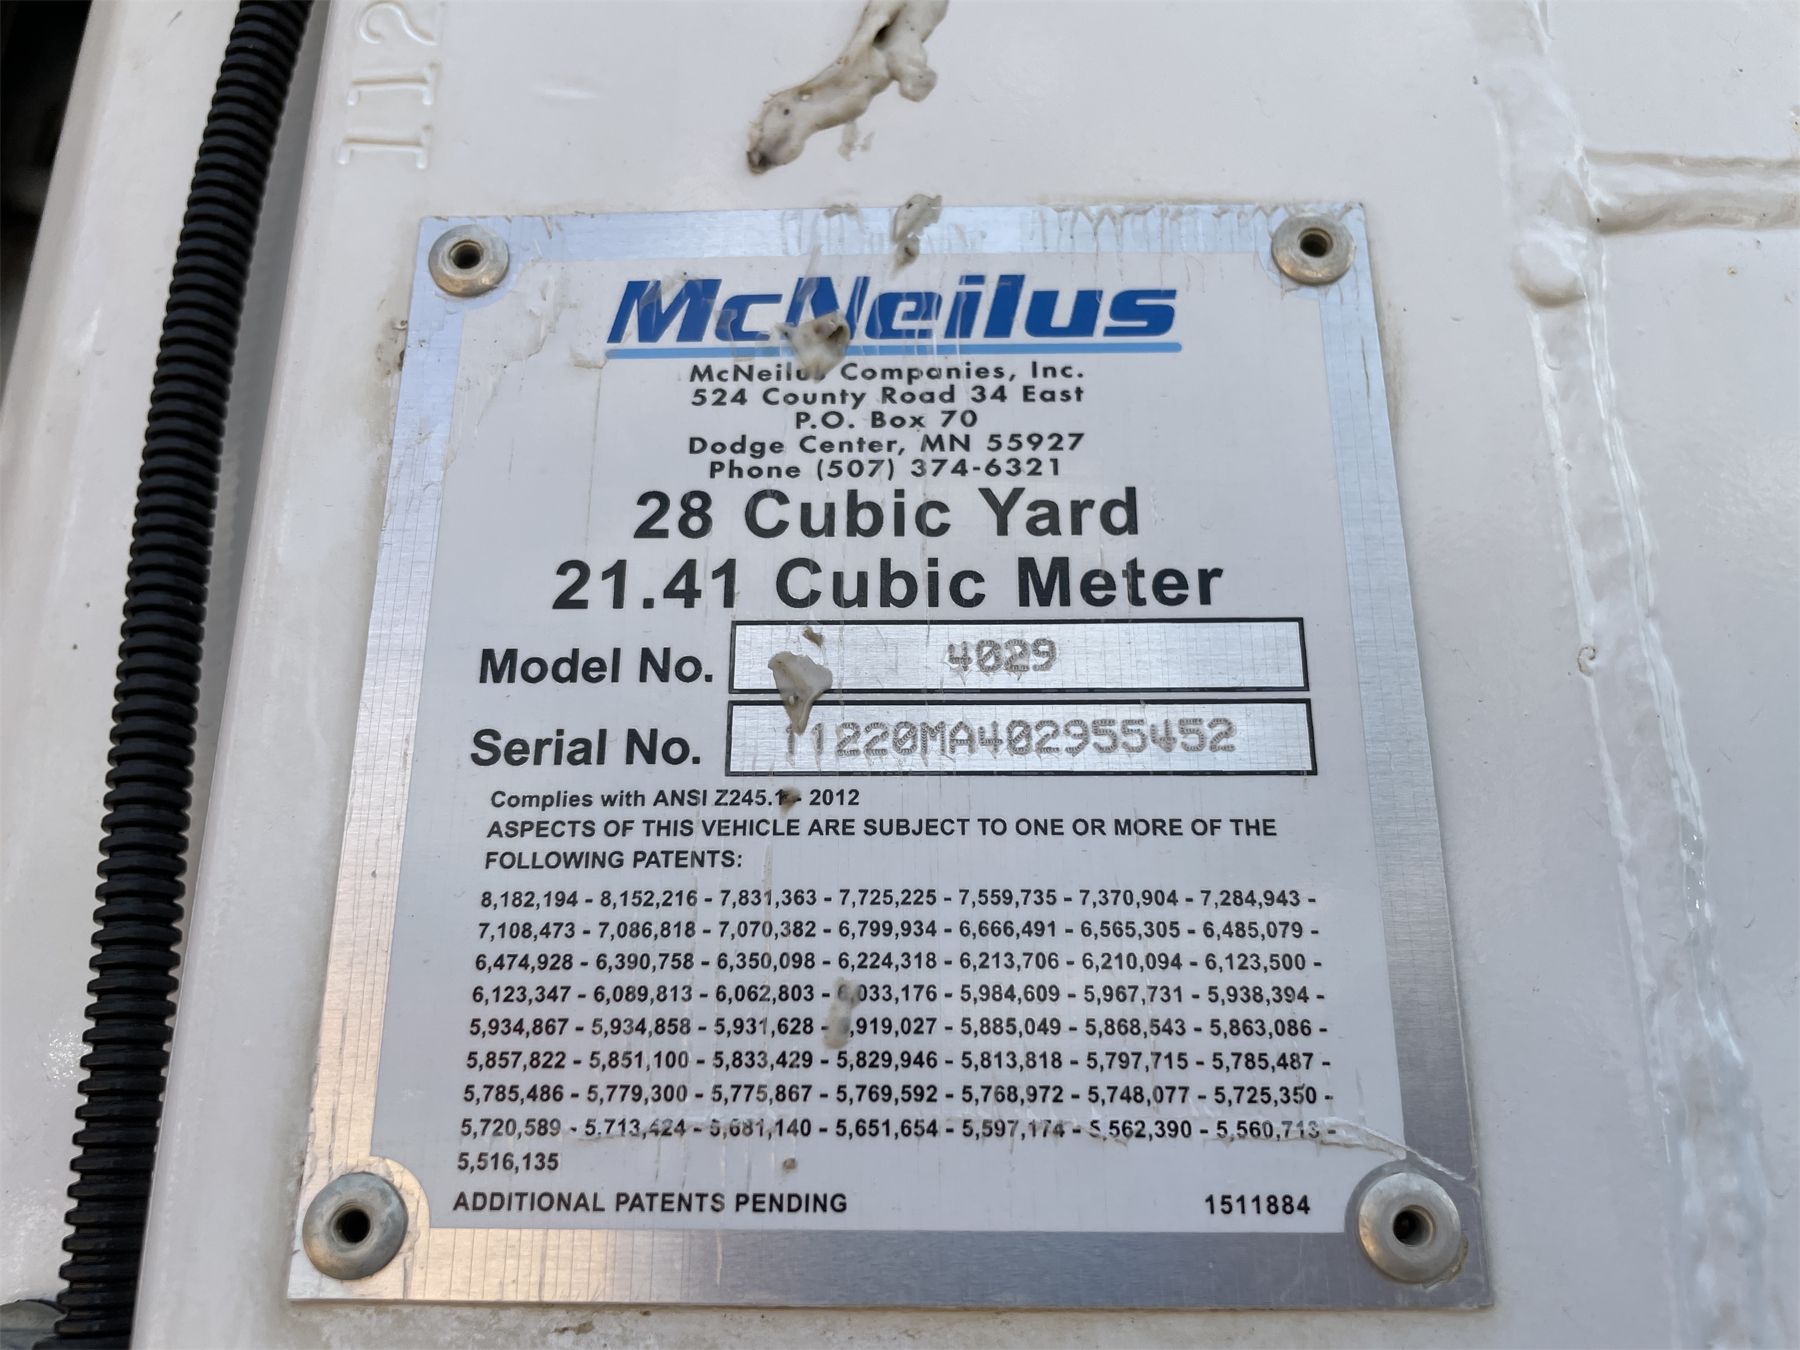 112
McNeilus
McNeilus Companies, Inc.
524 County Road 34 East
P.O. Box 70
Dodge Center, MN 55927
Phone (507) 374-6321
28 Cubic Yard
21.41 Cubic Meter
Model No. 4029
Serial No. 11220MA402955452
Complies with ANSI Z245.1 - 2012
ASPECTS OF THIS VEHICLE ARE SUBJECT TO ONE OR MORE OF THE
FOLLOWING PATENTS:
8,182,194 - 8,152,216 - 7,831,363 - 7,725,225 - 7,559,735 - 7,370,904 - 7,284,943 -
7,108,473 - 7,086,818 - 7,070,382 - 6,799,934 - 6,666,491 - 6,565,305 - 6,485,079 -
6,474,928 - 6,390,758 - 6,350,098 - 6,224,318 - 6,213,706 - 6,210,094 - 6,123,500 -
6,123,347 - 6,089,813 - 6,062,803 - 6,033,176 - 5,984,609 - 5,967,731 - 5,938,394 -
5,934,867 - 5,934,858 - 5,931,628 - 5,919,027 - 5,885,049 - 5,868,543 - 5,863,086 -
5,857,822 - 5,851,100 - 5,833,429 - 5,829,946 - 5,813,818 - 5,797,715 - 5,785,487 -
5,785,486 - 5,779,300 - 5,775,867 - 5,769,592 - 5,768,972 - 5,748,077 - 5,725,350 -
5,720,589 - 5,713,424 - 5,681,140 - 5,651,654 - 5,597,174 - 5,562,390 - 5,560,713 -
5,516,135
ADDITIONAL PATENTS PENDING 1511884